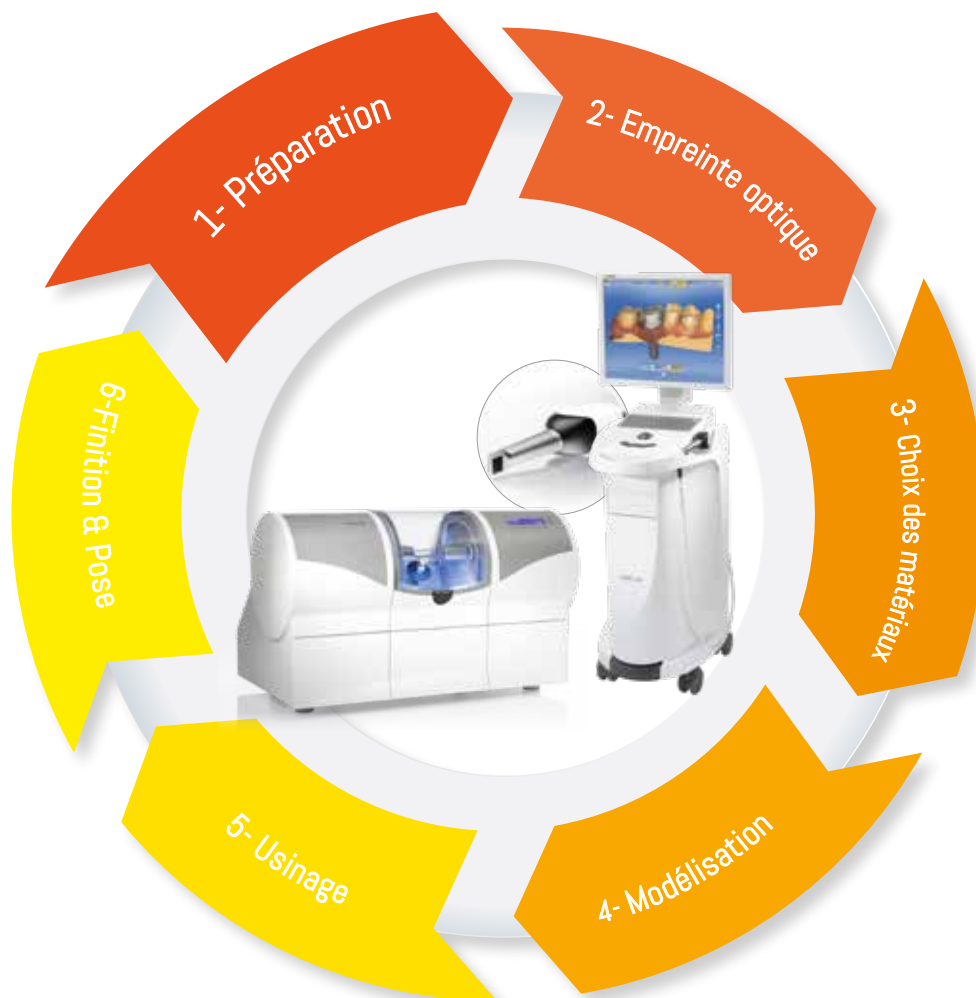 1- Préparation
2- Empreinte optique
3- Choix des matériaux
4- Modélisation
5- Usinage
6-Finition & Pose